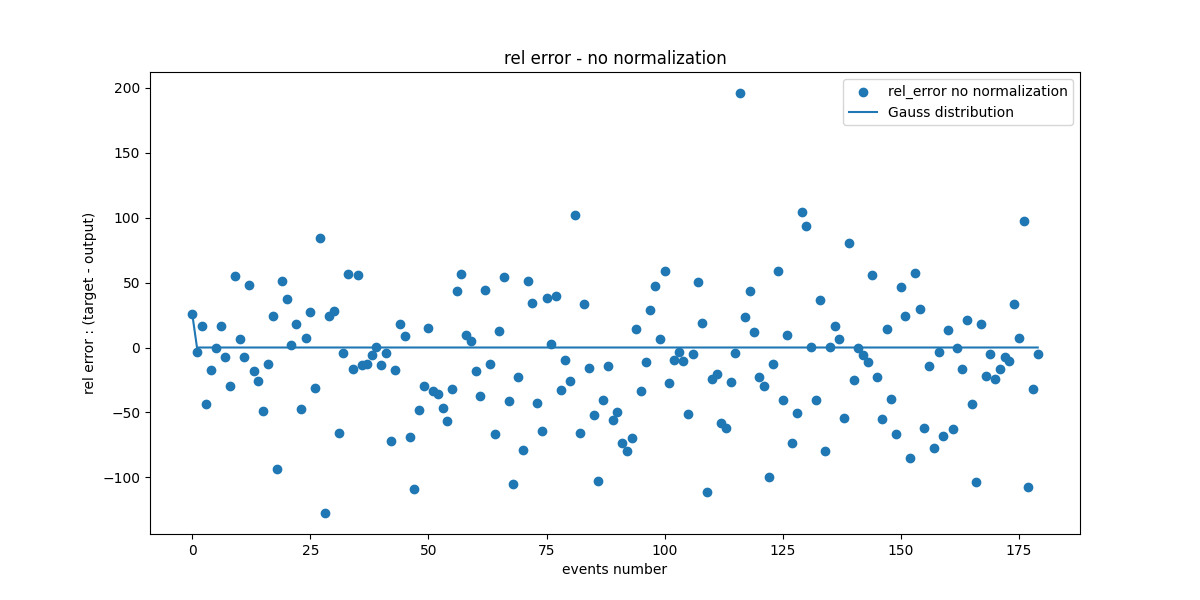 rel error - no normalization
rel_error no normalization
Gauss distribution
rel error : (target - output)
200
150
100
50
0
−50
−100
0 25 50 75 100 125 150 175
events number